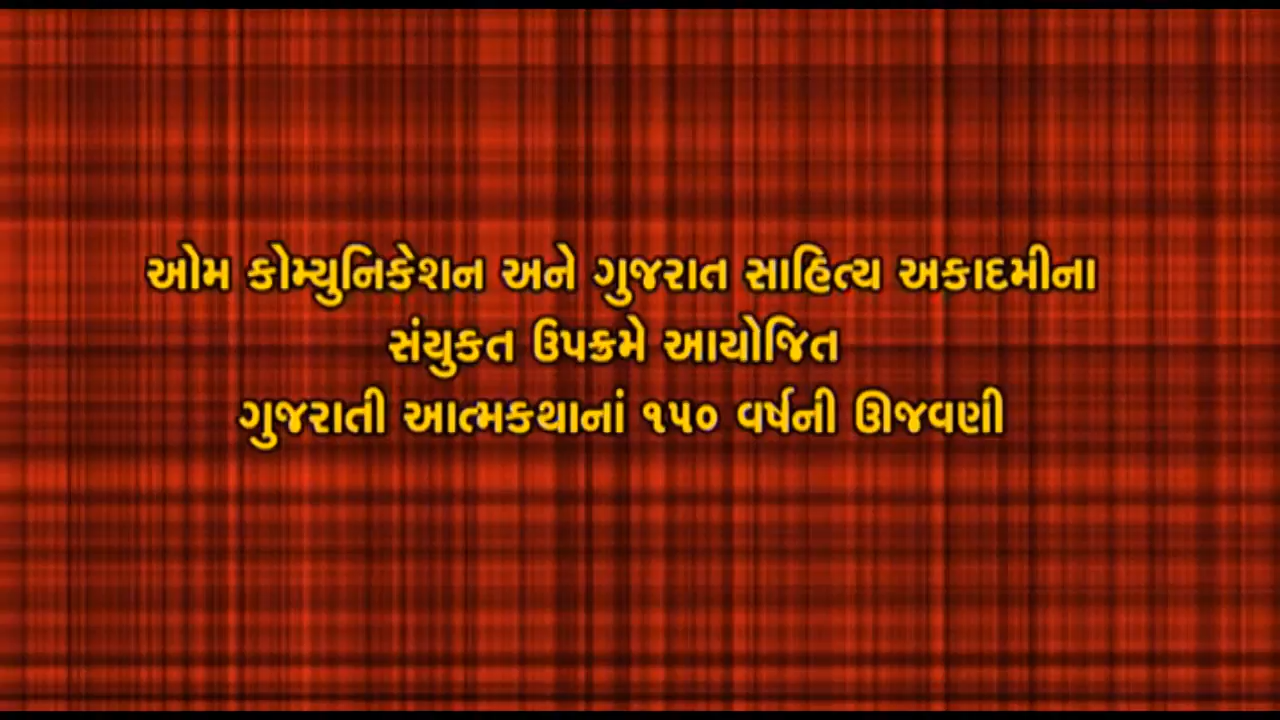 ઓમ કોમ્યુનિકેશન અને ગુજરાત સાહિત્ય અકાદમીના
સંયુકત ઉપક્રમે આયોજિત
ગુજરાતી આત્મકથાનાં ૧૫૦ વર્ષની ઊજવણી